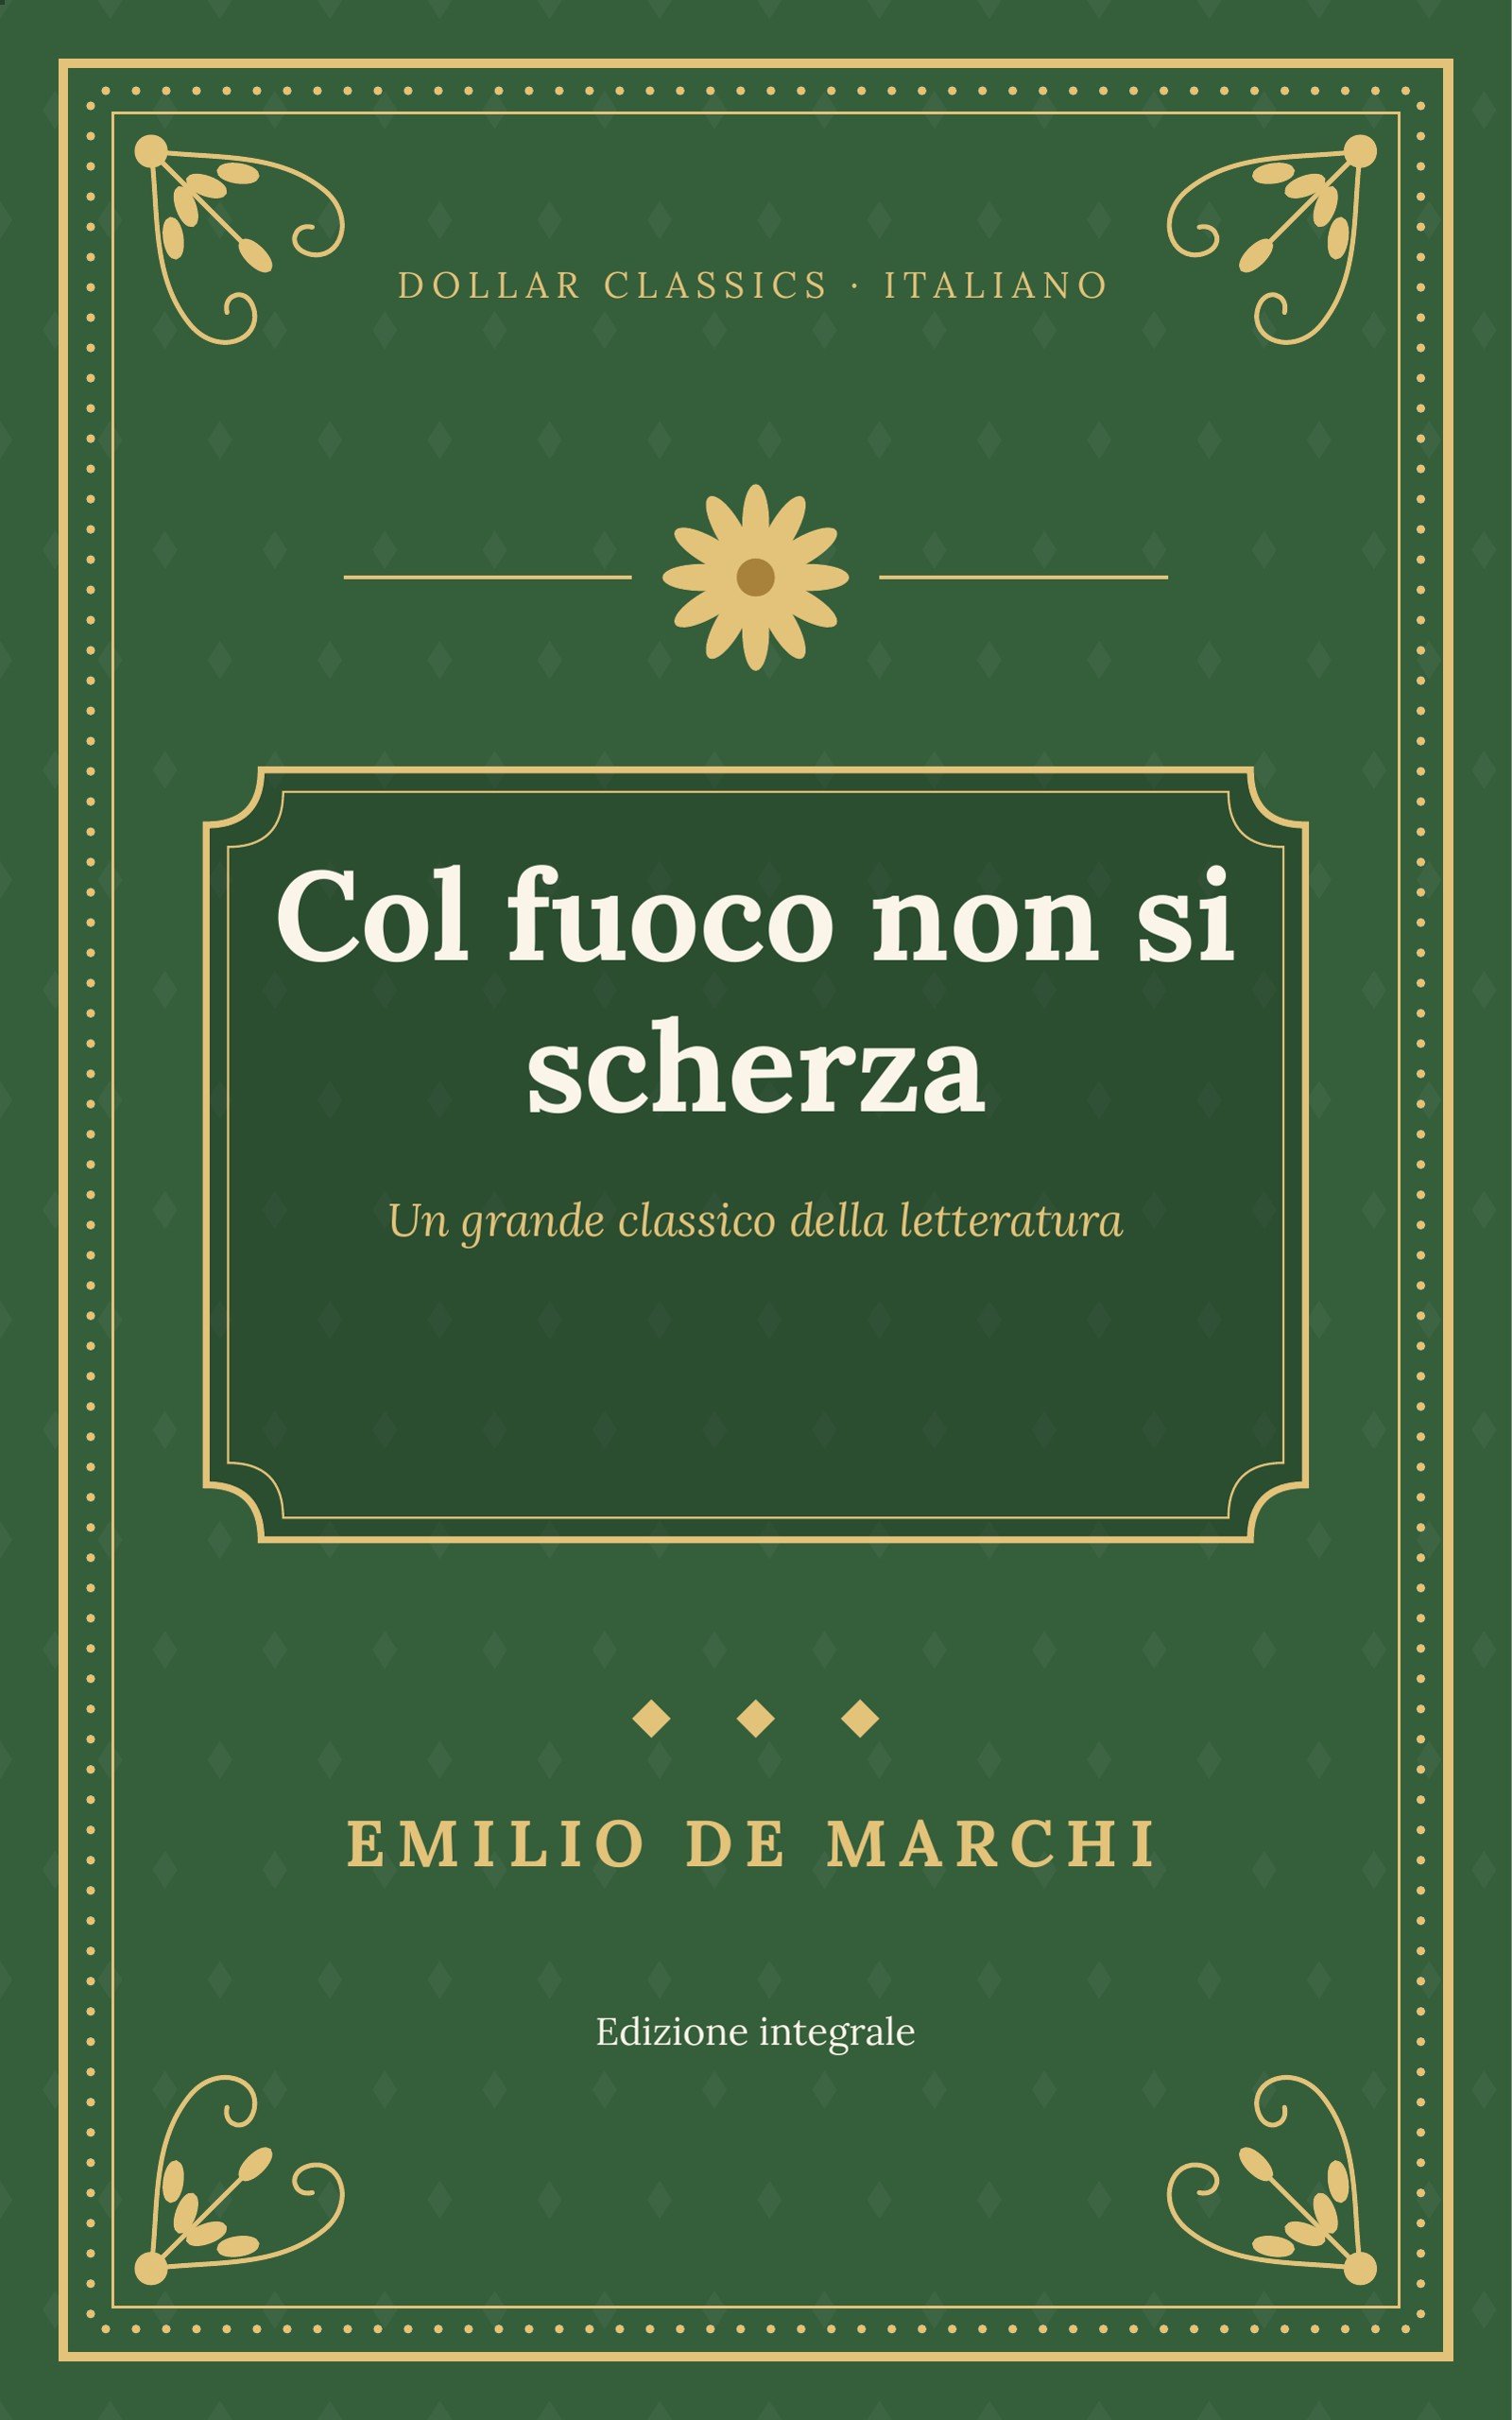 DOLLAR CLASSICS · ITALIANO
Col fuoco non si
scherza
Un grande classico della letteratura
EMILIO DE MARCHI
Edizione integrale